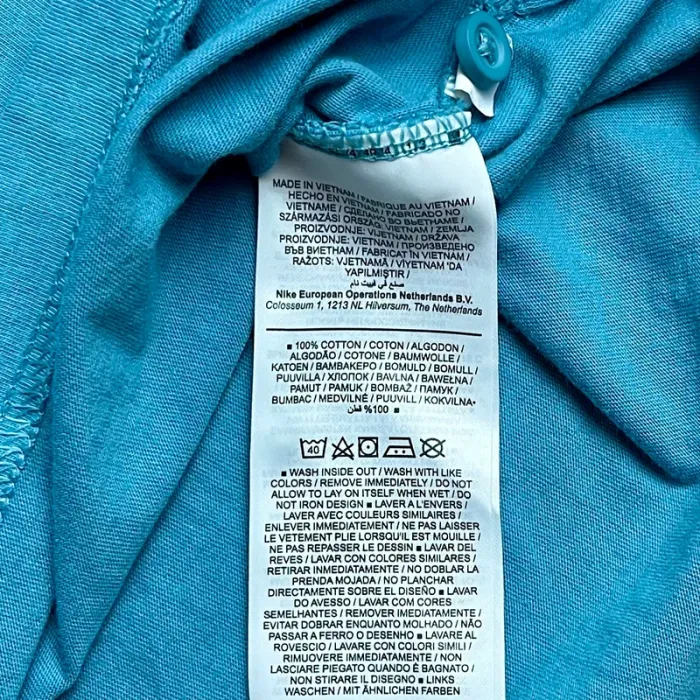 MADE IN VIETNAM / FABRIQUE AU VIETNAM /
HECHO EN VIETNAM / FABRICADO NO
VIETNAME / СДЕЛАНО ВО ВЬЕТНАМЕ /
SZÁRMAZÁSI ORSZÁG: VIETNAM / ZEMLJA
PROIZVODNJE: VIJETNAM / DRŽAVA
PROIZVODNJE: VIETNAM / ПРОИЗВЕДЕНО
ВЪВ ВИЕТНАМ / FABRICAT ÎN VIETNAM /
RAŽOTS: VJETNAMĀ / VİYETNAM 'DA
YAPILMIŞTIR /
صنع في فييت نام
Nike European Operations Netherlands B.V.
Colosseum 1, 1213 NL Hilversum, The Netherlands
■ 100% COTTON / COTON / ALGODON /
ALGODÃO / COTONE / BAUMWOLLE /
KATOEN / ΒΑΜΒΑΚΕΡΟ / BOMULD / BOMULL /
PUUVILLA / ХЛОПОК / BAVLNA / BAWEŁNA /
PAMUT / PAMUK / BOMBAŽ / ПАМУК /
BUMBAC / MEDVILNĖ / PUUVILL / KOKVILNA*
100% قطن ■
40
■ WASH INSIDE OUT / WASH WITH LIKE
COLORS / REMOVE IMMEDIATELY / DO NOT
ALLOW TO LAY ON ITSELF WHEN WET / DO
NOT IRON DESIGN ■ LAVER A L'ENVERS /
LAVER AVEC COULEURS SIMILAIRES /
ENLEVER IMMEDIATEMENT / NE PAS LAISSER
LE VETEMENT PLIE LORSQU'IL EST MOUILLE /
NE PAS REPASSER LE DESSIN ■ LAVAR DEL
REVES / LAVAR CON COLORES SIMILARES /
RETIRAR INMEDIATAMENTE / NO DOBLAR LA
PRENDA MOJADA / NO PLANCHAR
DIRECTAMENTE SOBRE EL DISEÑO ■ LAVAR
DO AVESSO / LAVAR COM CORES
SEMELHANTES / REMOVER IMEDIATAMENTE /
EVITAR DOBRAR ENQUANTO MOLHADO / NÃO
PASSAR A FERRO O DESENHO ■ LAVARE AL
ROVESCIO / LAVARE CON COLORI SIMILI /
RIMUOVERE IMMEDIATAMENTE / NON
LASCIARE PIEGATO QUANDO È BAGNATO /
NON STIRARE IL DISEGNO ■ LINKS
WASCHEN / MIT ÄHNLICHEN FARBEN